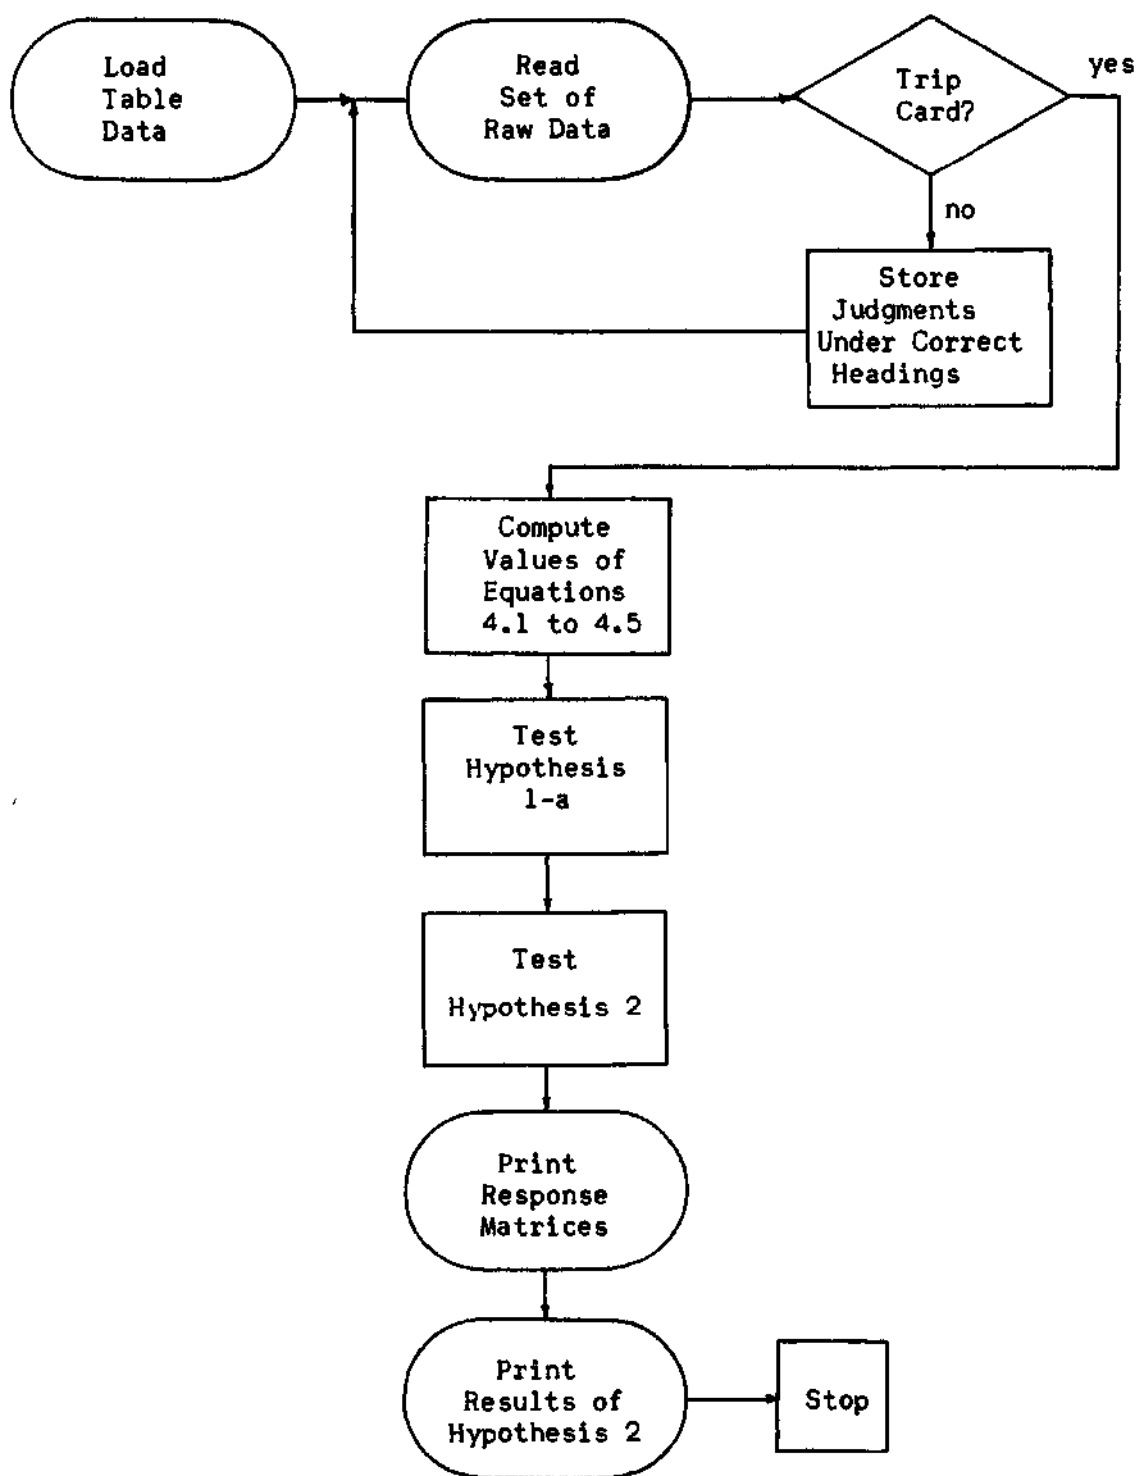 Load
Table
Data
Read
Set of
Raw Data
Trip
Card?
yes
no
Store
Judgments
Under Correct
Headings
Compute
Values of
Equations
4.1 to 4.5
Test
Hypothesis
1-a
Test
Hypothesis 2
Print
Response
Matrices
Print
Results of
Hypothesis 2
Stop